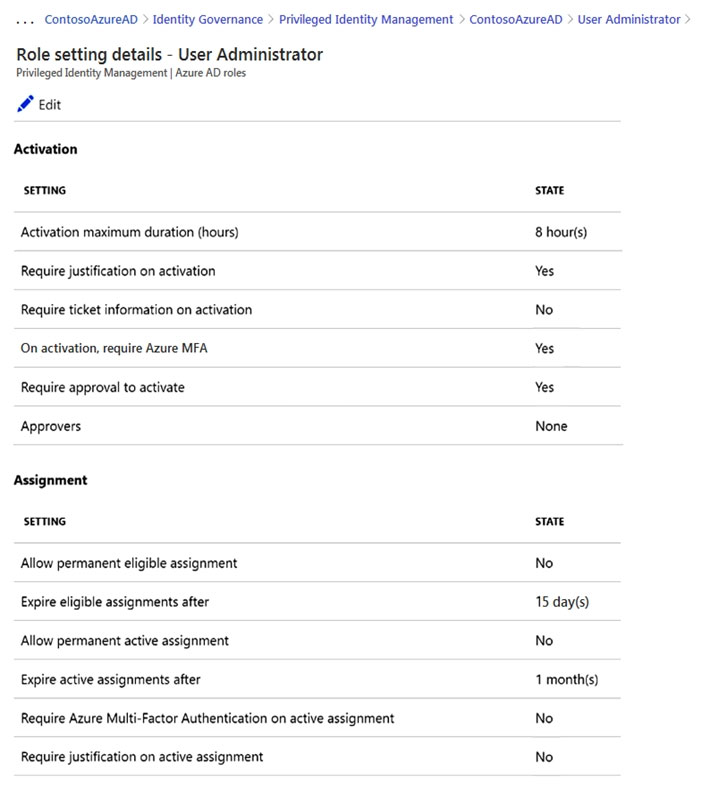 ... ContosoAzureAD > Identity Governance > Privileged Identity Management > ContosoAzureAD > User Administrator >
Role setting details - User Administrator
Privileged Identity Management | Azure AD roles
Edit
Activation
SETTING STATE
Activation maximum duration (hours) 8 hour(s)
Require justification on activation Yes
Require ticket information on activation No
On activation, require Azure MFA Yes
Require approval to activate Yes
Approvers None
Assignment
SETTING STATE
Allow permanent eligible assignment No
Expire eligible assignments after 15 day(s)
Allow permanent active assignment No
Expire active assignments after 1 month(s)
Require Azure Multi-Factor Authentication on active assignment No
Require justification on active assignment No